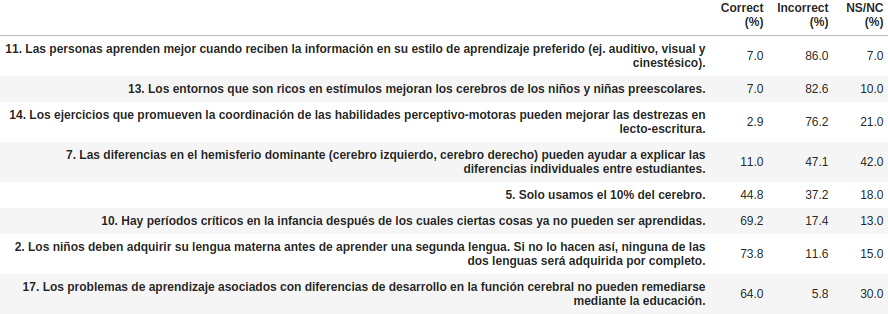 Correct Incorrect NS/NC
(%) (%) (%)
11. Las personas aprenden mejor cuando reciben la información en su estilo de aprendizaje preferido (ej. auditivo, visual y
cinestésico). 7.0 86.0 7.0
13. Los entornos que son ricos en estímulos mejoran los cerebros de los niños y niñas preescolares. 7.0 82.6 10.0
14. Los ejercicios que promueven la coordinación de las habilidades perceptivo-motoras pueden mejorar las destrezas en
lecto-escritura. 2.9 76.2 21.0
7. Las diferencias en el hemisferio dominante (cerebro izquierdo, cerebro derecho) pueden ayudar a explicar las
diferencias individuales entre estudiantes. 11.0 47.1 42.0
5. Solo usamos el 10% del cerebro. 44.8 37.2 18.0
10. Hay períodos críticos en la infancia después de los cuales ciertas cosas ya no pueden ser aprendidas. 69.2 17.4 13.0
2. Los niños deben adquirir su lengua materna antes de aprender una segunda lengua. Si no lo hacen así, ninguna de las
dos lenguas será adquirida por completo. 73.8 11.6 15.0
17. Los problemas de aprendizaje asociados con diferencias de desarrollo en la función cerebral no pueden remediarse
mediante la educación. 64.0 5.8 30.0